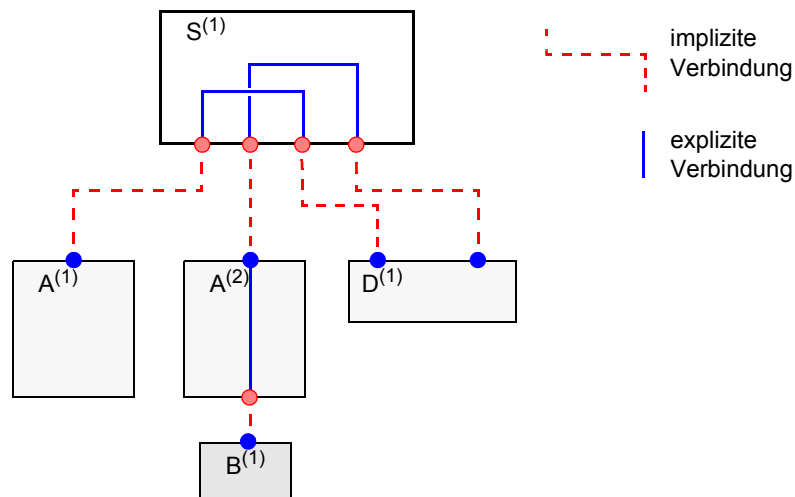 S(1)
implizite
Verbindung
explizite
Verbindung
A(1)
A(2)
D(1)
B(1)